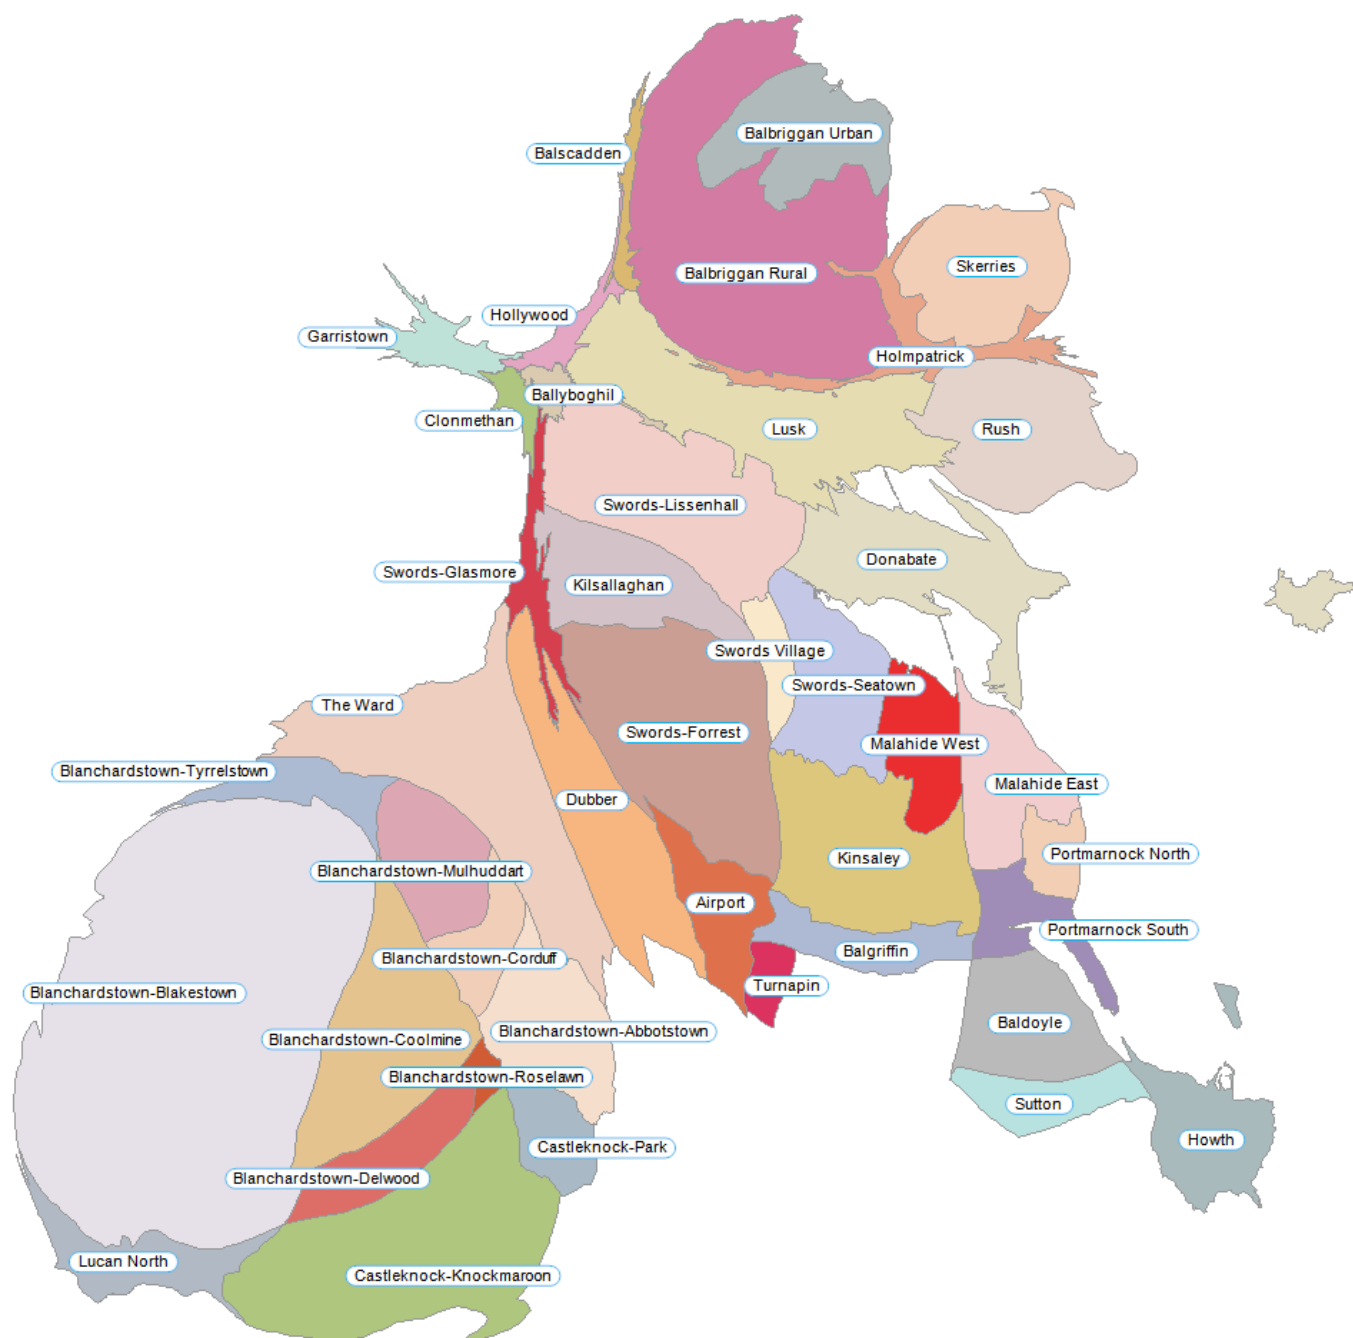 Balbriggan Urban
Balscadden
Skerries
Balbriggan Rural
Hollywood
Garristown
Holmpatrick
Ballyboghil
Clonmethan
Lusk
Rush
Swords-Lissenhall
Donabate
Swords-Glasmore
Kilsallaghan
Swords Village
Swords-Seatown
The Ward
Swords-Forrest
Malahide West
Blanchardstown-Tyrrelstown
Malahide East
Dubber
Portmarnock North
Kinsaley
Blanchardstown-Mulhuddart
Airport
Portmarnock South
Balgriffin
Blanchardstown-Corduff
Turnapin
Blanchardstown-Blakestown
Baldoyle
Blanchardstown-Abbotstown
Blanchardstown-Coolmine
Blanchardstown-Roselawn
Sutton
Howth
Castleknock-Park
Blanchardstown-Delwood
Lucan North
Castleknock-Knockmaroon